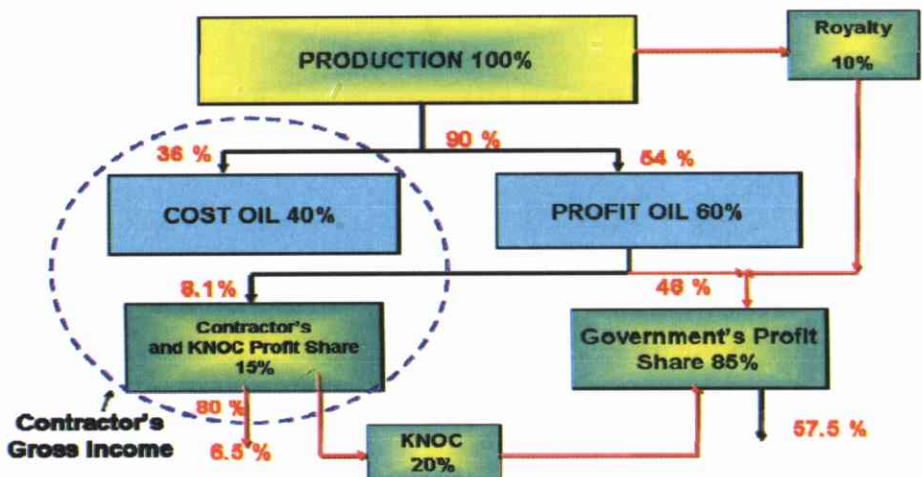 Royalty
10%
PRODUCTION 100%
90 %
36 %
54 %
COST OIL 40%
PROFIT OIL 60%
8.1%
46 %
Contractor's
and KNOC Profit Share
15%
Government's Profit
Share 85%
80 %
Contractor's
Gross Income
6.5 %
KNOC
20%
57.5 %